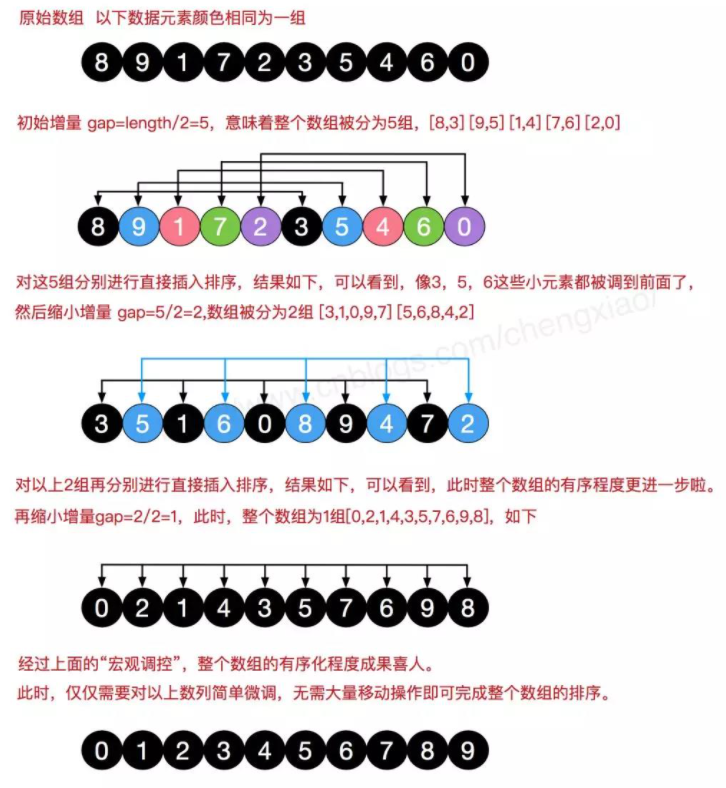 原始数组 以下数据元素颜色相同为一组
8 9 1 7 2 3 5 4 6 0
初始增量 gap=length/2=5，意味着整个数组被分为5组，[8,3][9,5][1,4][7,6][2,0]
8 9 1 7 2 3 5 4 6 0
对这5组分别进行直接插入排序，结果如下，可以看到，像3，5，6这些小元素都被调到前面了，
然后缩小增量 gap=5/2=2,数组被分为2组 [3,1,0,9,7][5,6,8,4,2]
www.cnblogs.com/chengxiao/
3 5 1 6 0 8 9 4 7 2
对以上2组再分别进行直接插入排序，结果如下，可以看到，此时整个数组的有序程度更进一步啦。
再缩小增量gap=2/2=1，此时，整个数组为1组[0,2,1,4,3,5,7,6,9,8]，如下
0 2 1 4 3 5 7 6 9 8
经过上面的“宏观调控”，整个数组的有序化程度成果喜人。
此时，仅仅需要对以上数列简单微调，无需大量移动操作即可完成整个数组的排序。
0 1 2 3 4 5 6 7 8 9